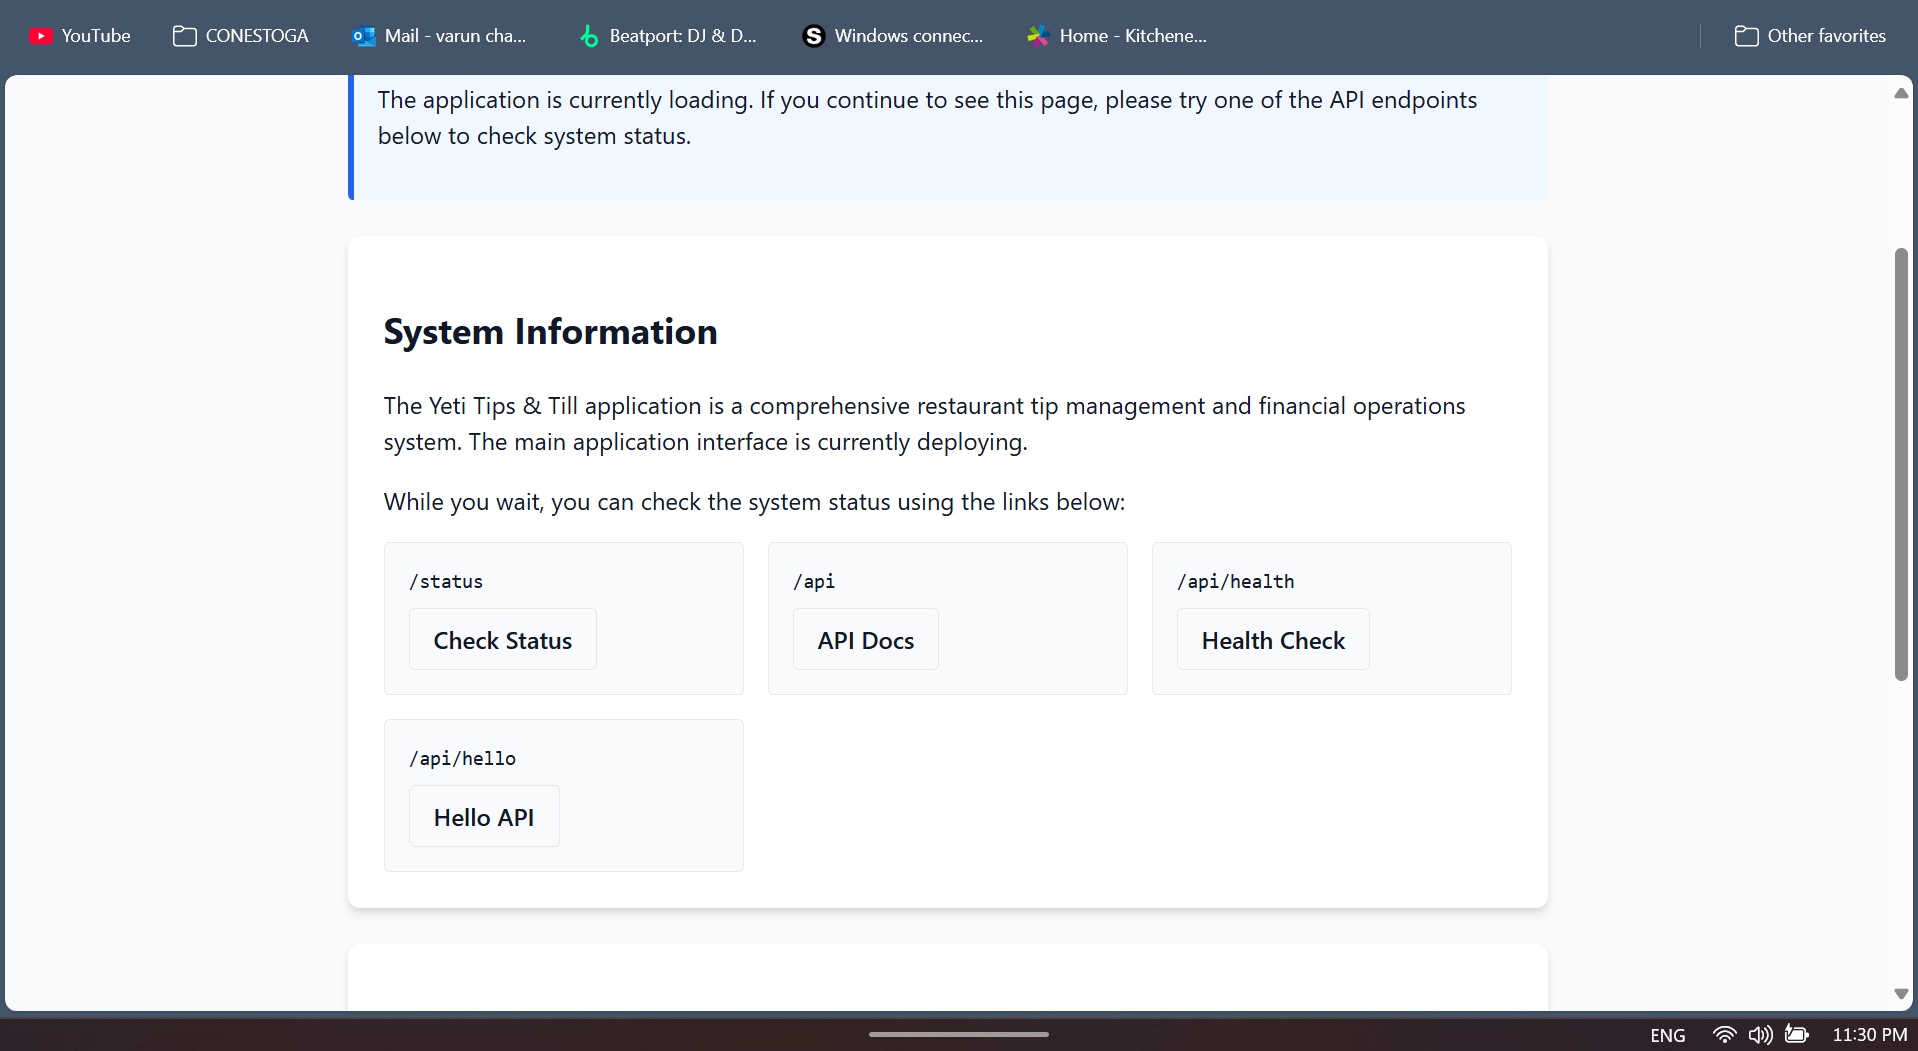 YouTube
CONESTOGA
Mail - varun cha...
Beatport: DJ & D...
Windows connec...
Home - Kitchene...
Other favorites
The application is currently loading. If you continue to see this page, please try one of the API endpoints
below to check system status.
System Information
The Yeti Tips & Till application is a comprehensive restaurant tip management and financial operations
system. The main application interface is currently deploying.
While you wait, you can check the system status using the links below:
/status
Check Status
/api
API Docs
/api/health
Health Check
/api/hello
Hello API
ENG
11:30 PM